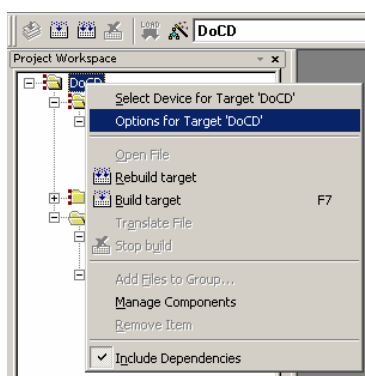 LOAD
DoCD
Project Workspace
DoCD
Select Device for Target 'DoCD'
Options for Target 'DoCD'
Open File
Rebuild target
Build target F7
Translate File
Stop build
Add Files to Group...
Manage Components
Remove Item
Include Dependencies